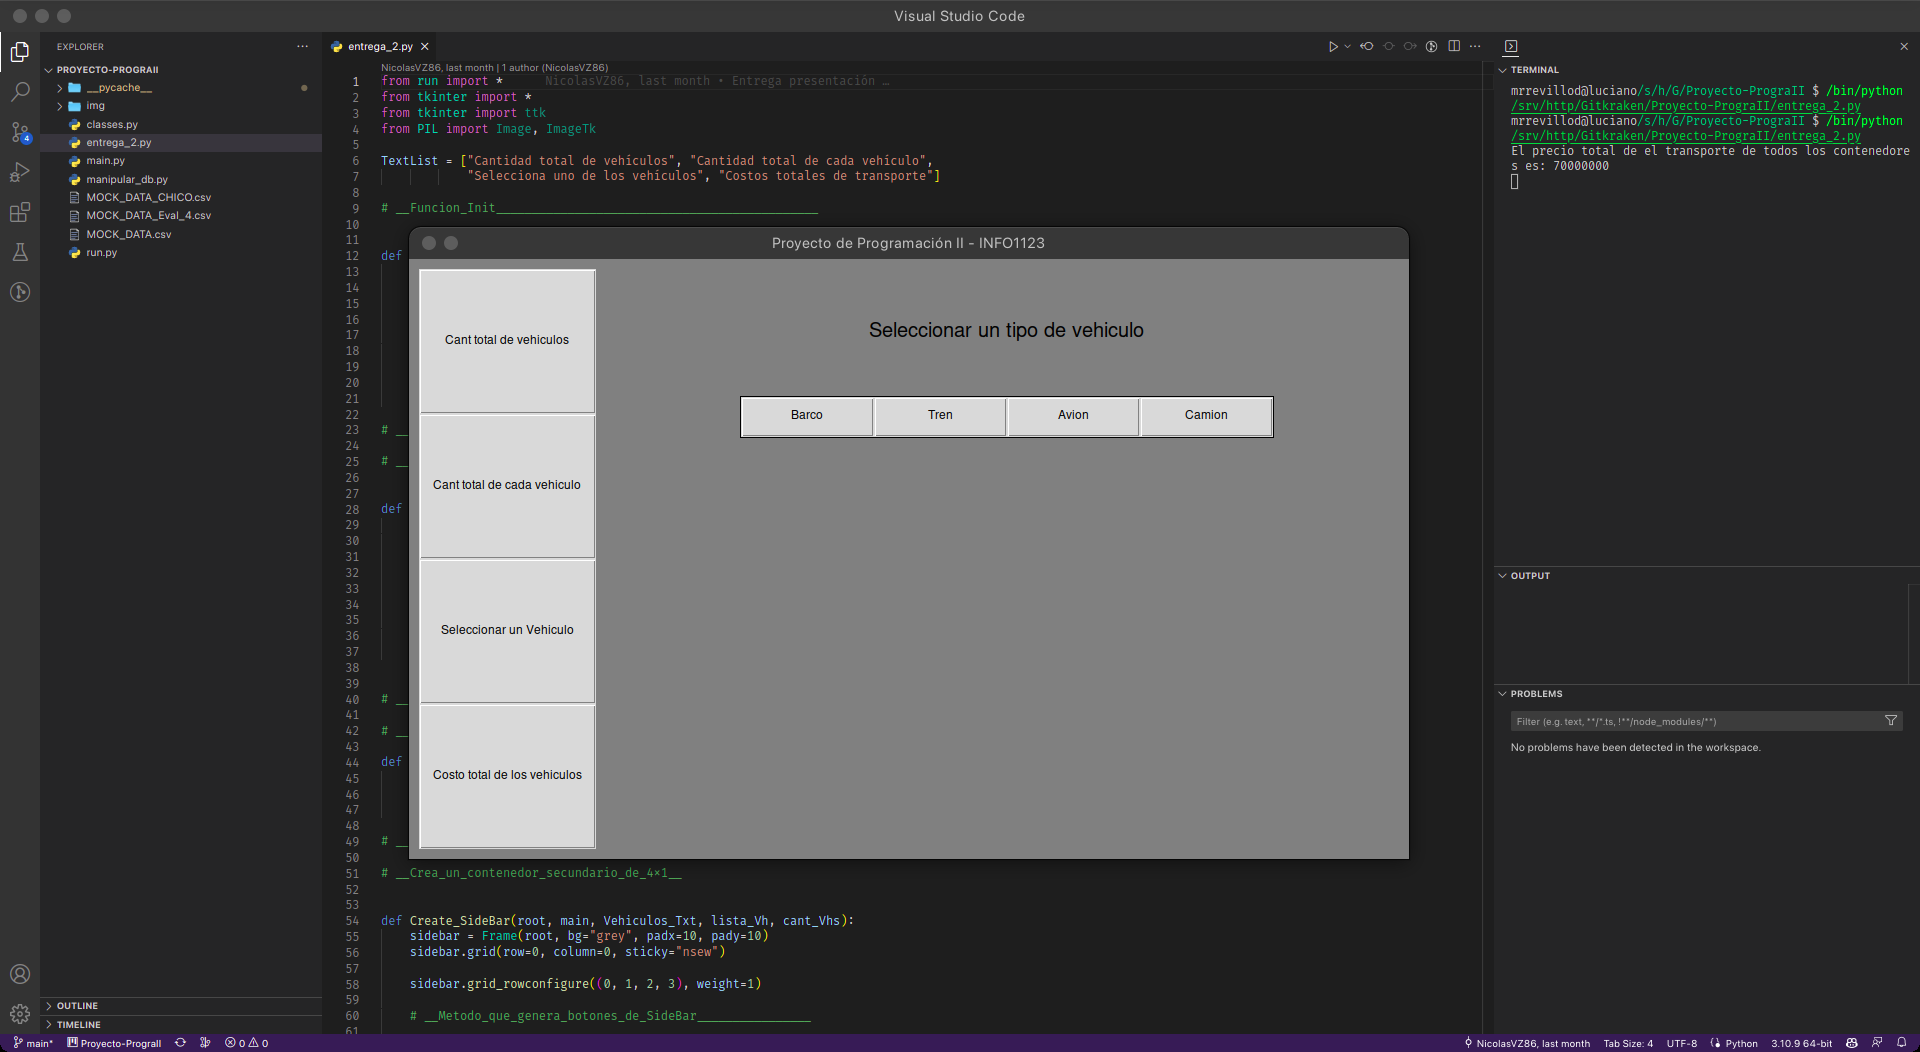 Visual Studio Code
EXPLORER
PROYECTO-PROGRAII
__pycache__
img
classes.py
entrega_2.py
main.py
manipular_db.py
MOCK_DATA_CHICO.csv
MOCK_DATA_Eval_4.csv
MOCK_DATA.csv
run.py
OUTLINE
TIMELINE
4
entrega_2.py
NicolasVZ86, last month | 1 author (NicolasVZ86)
1 from run import * NicolasVZ86, last month • Entrega presentación …
2 from tkinter import *
3 from tkinter import ttk
4 from PIL import Image, ImageTk
5
6 TextList = ["Cantidad total de vehículos", "Cantidad total de cada vehículo",
7 "Selecciona uno de los vehículos", "Costos totales de transporte"]
8
9 # __Funcion_Init_____________________________________________
10
11
12 def
13
14
15
16
17
18
19
20
21
22
23 # __
24
25 # __
26
27
28 def
29
30
31
32
33
34
35
36
37
38
39
40 # __
41
42 # __
43
44 def
45
46
47
48
49 # __
50
51 # __Crea_un_contenedor_secundario_de_4×1__
52
53
54 def Create_SideBar(root, main, Vehiculos_Txt, lista_Vh, cant_Vhs):
55 sidebar = Frame(root, bg="grey", padx=10, pady=10)
56 sidebar.grid(row=0, column=0, sticky="nsew")
57
58 sidebar.grid_rowconfigure((0, 1, 2, 3), weight=1)
59
60 # __Metodo_que_genera_botones_de_SideBar________________
61
Proyecto de Programación II - INFO1123
Cant total de vehiculos
Cant total de cada vehiculo
Seleccionar un Vehiculo
Costo total de los vehiculos
Seleccionar un tipo de vehiculo
Barco Tren Avion Camion
TERMINAL
mrrevillod@luciano/s/h/G/Proyecto-PrograII $ /bin/python
/srv/http/Gitkraken/Proyecto-PrograII/entrega_2.py
mrrevillod@luciano/s/h/G/Proyecto-PrograII $ /bin/python
/srv/http/Gitkraken/Proyecto-PrograII/entrega_2.py
El precio total de el transporte de todos los contenedore
s es: 70000000
OUTPUT
PROBLEMS
Filter (e.g. text, **/*.ts, !**/node_modules/**)
No problems have been detected in the workspace.
main* Proyecto-PrograII 0 0 NicolasVZ86, last month Tab Size: 4 UTF-8 Python 3.10.9 64-bit